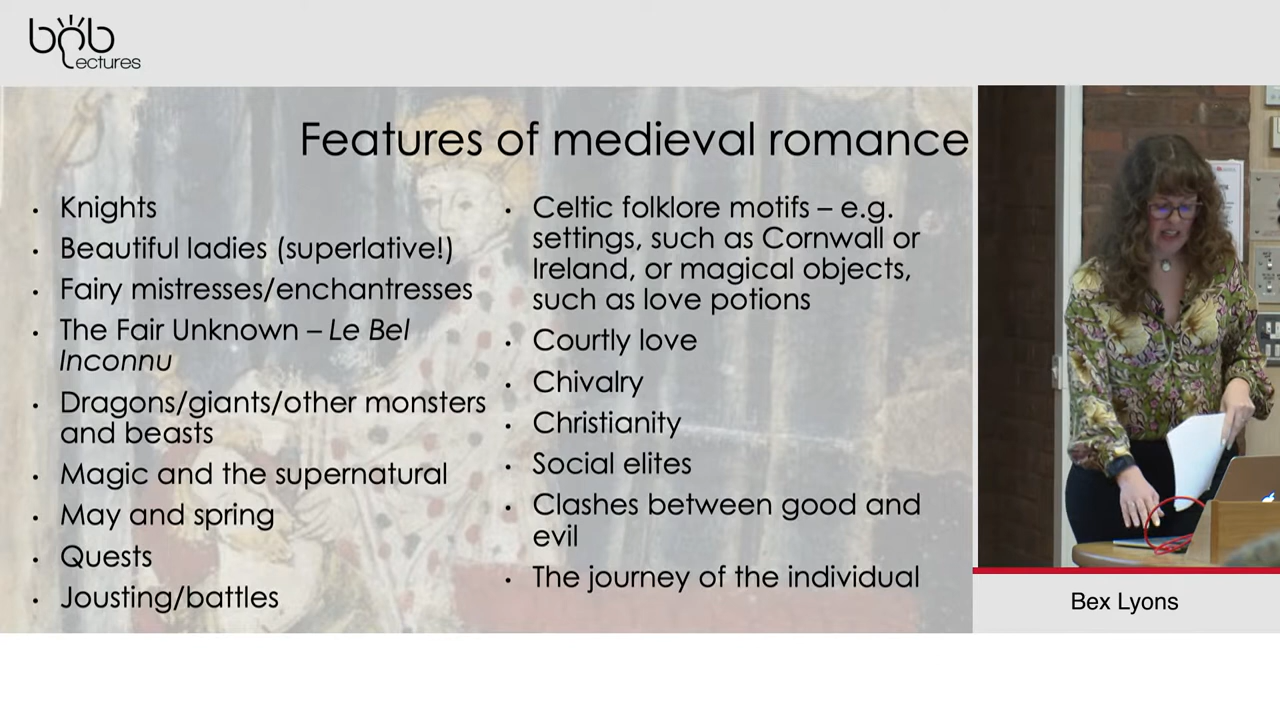 bob
Lectures
Features of medieval romance
• Knights
• Beautiful ladies (superlative!)
• Fairy mistresses/enchantresses
• The Fair Unknown – Le Bel
Inconnu
• Dragons/giants/other monsters
and beasts
• Magic and the supernatural
• May and spring
• Quests
• Jousting/battles
• Celtic folklore motifs – e.g.
settings, such as Cornwall or
Ireland, or magical objects,
such as love potions
• Courtly love
• Chivalry
• Christianity
• Social elites
• Clashes between good and
evil
• The journey of the individual
Bex Lyons